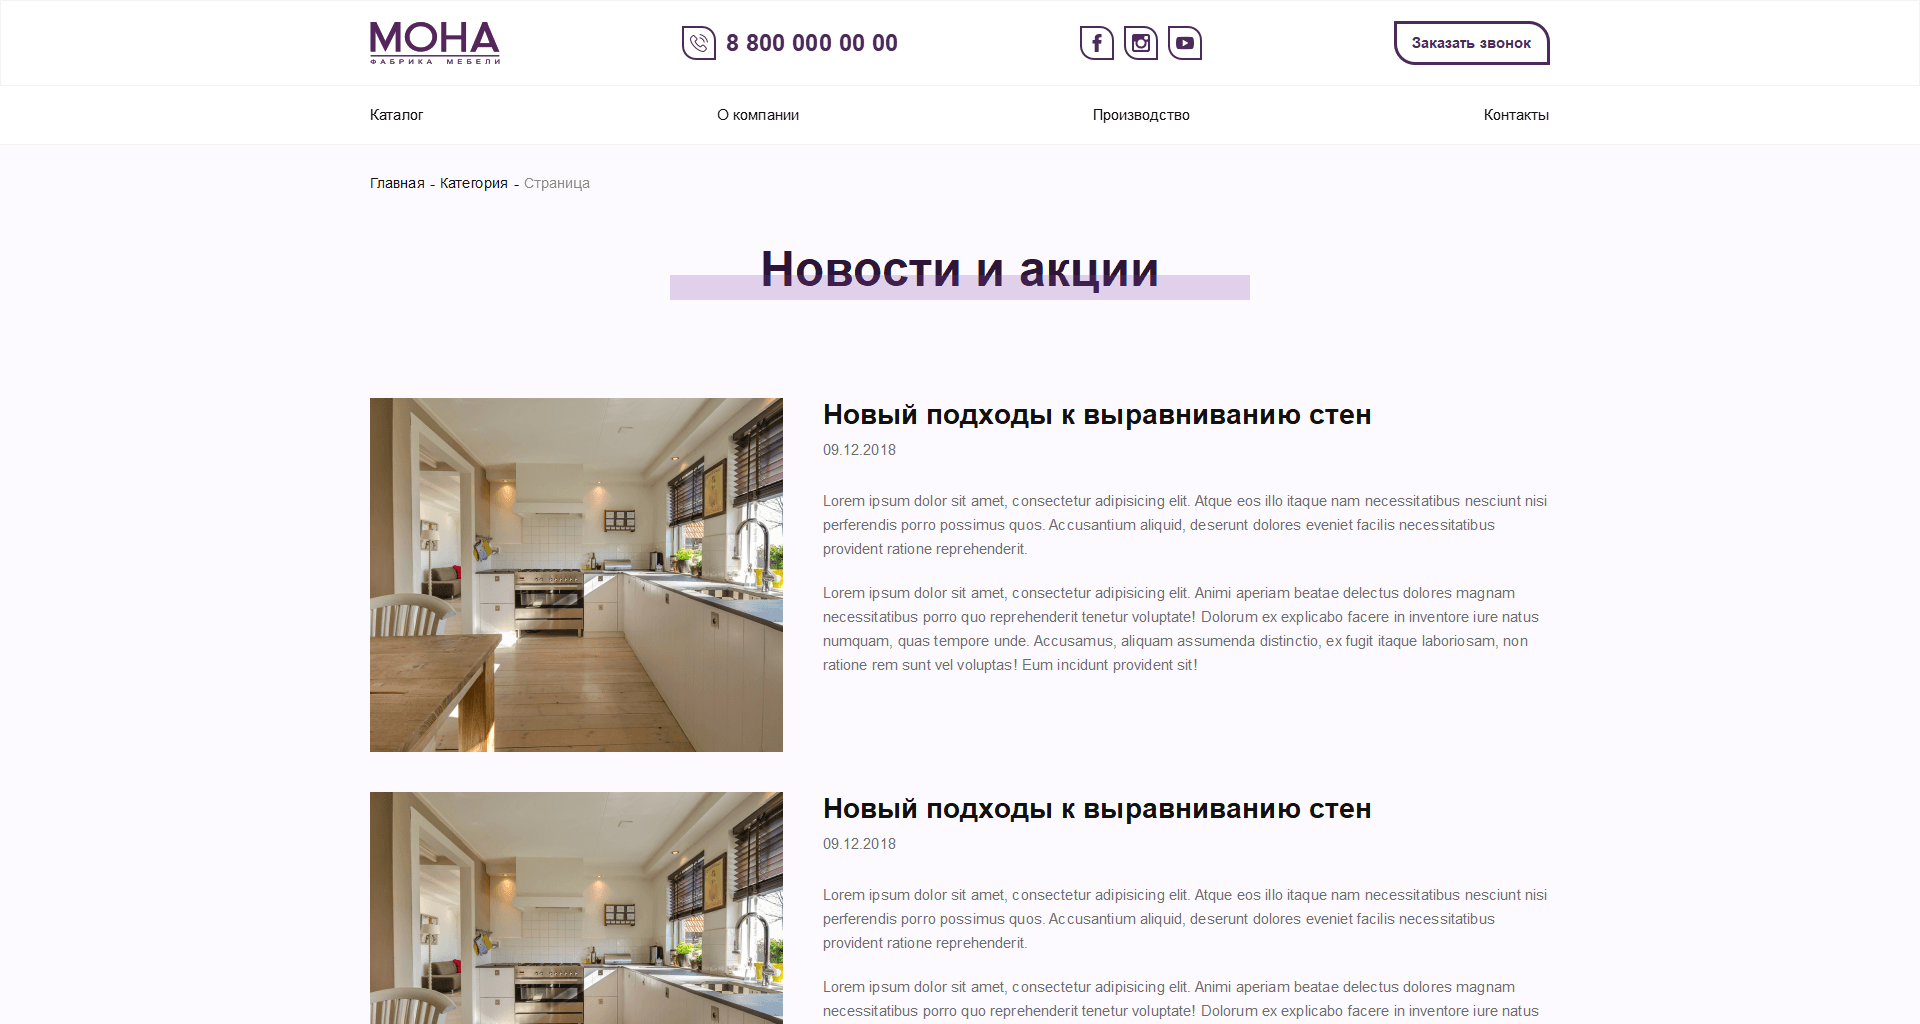 МОНА
ФАБРИКА МЕБЕЛИ
8 800 000 00 00
Заказать звонок
Каталог
О компании
Производство
Контакты
Главная - Категория - Страница
Новости и акции
Новый подходы к выравниванию стен
09.12.2018
Lorem ipsum dolor sit amet, consectetur adipisicing elit. Atque eos illo itaque nam necessitatibus nesciunt nisi
perferendis porro possimus quos. Accusantium aliquid, deserunt dolores eveniet facilis necessitatibus
provident ratione reprehenderit.
Lorem ipsum dolor sit amet, consectetur adipisicing elit. Animi aperiam beatae delectus dolores magnam
necessitatibus porro quo reprehenderit tenetur voluptate! Dolorum ex explicabo facere in inventore iure natus
numquam, quas tempore unde. Accusamus, aliquam assumenda distinctio, ex fugit itaque laboriosam, non
ratione rem sunt vel voluptas! Eum incidunt provident sit!
Новый подходы к выравниванию стен
09.12.2018
Lorem ipsum dolor sit amet, consectetur adipisicing elit. Atque eos illo itaque nam necessitatibus nesciunt nisi
perferendis porro possimus quos. Accusantium aliquid, deserunt dolores eveniet facilis necessitatibus
provident ratione reprehenderit.
Lorem ipsum dolor sit amet, consectetur adipisicing elit. Animi aperiam beatae delectus dolores magnam
necessitatibus porro quo reprehenderit tenetur voluptate! Dolorum ex explicabo facere in inventore iure natus